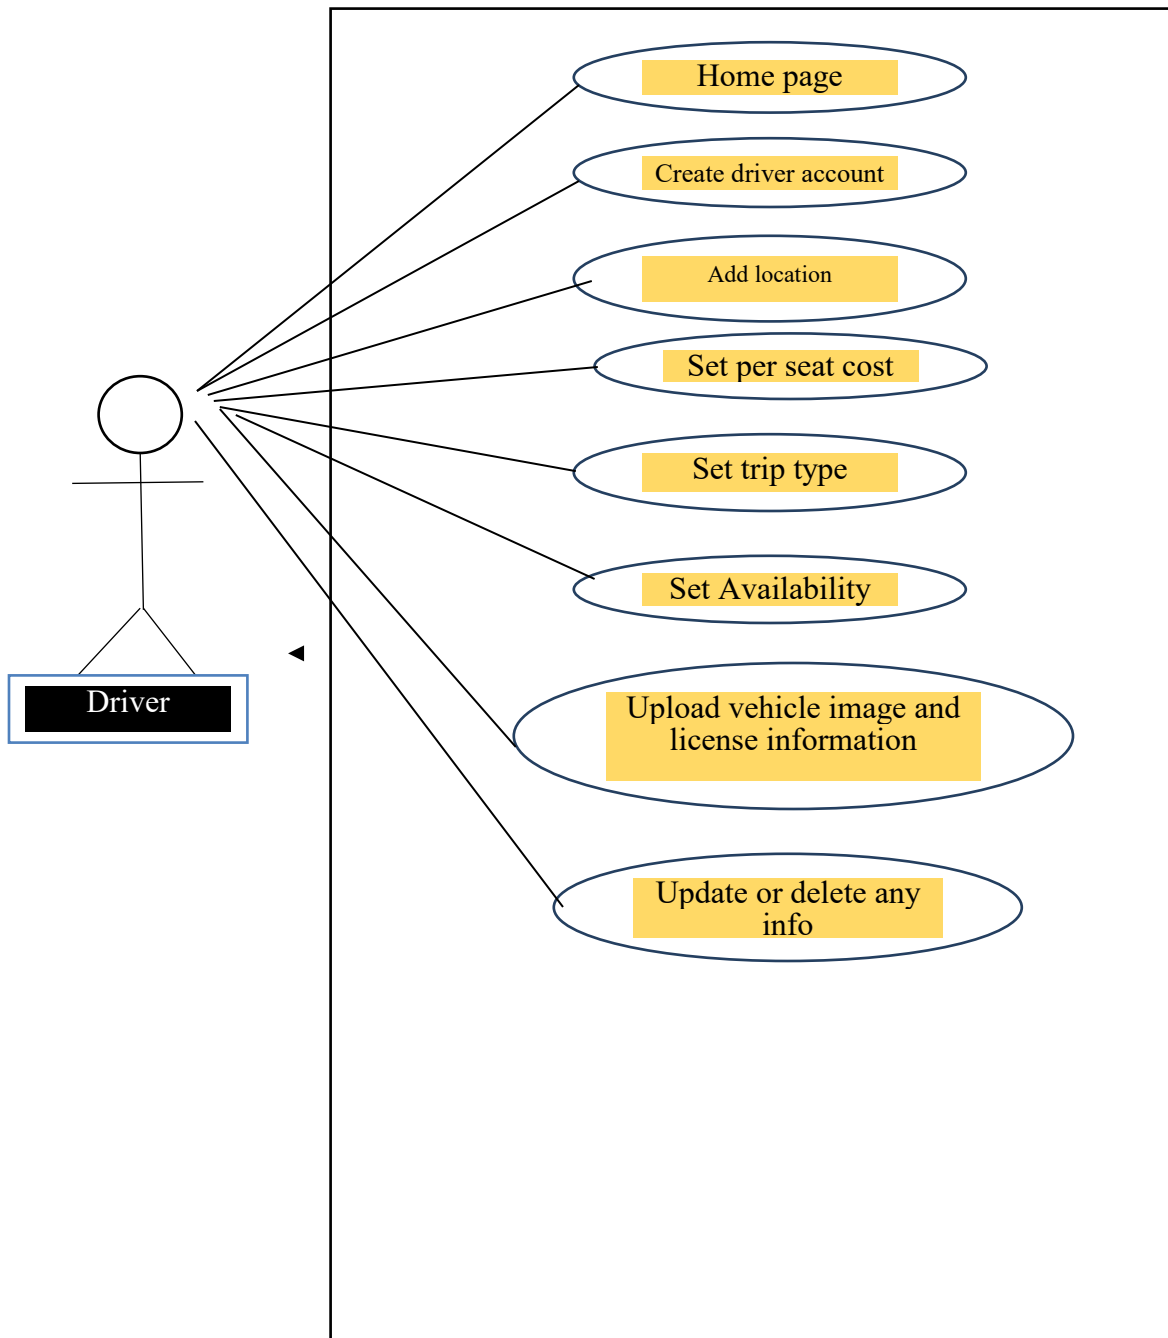 Home page
Create driver account
Add location
Set per seat cost
Set trip type
Set Availability
Driver
Upload vehicle image and
license information
Update or delete any
info